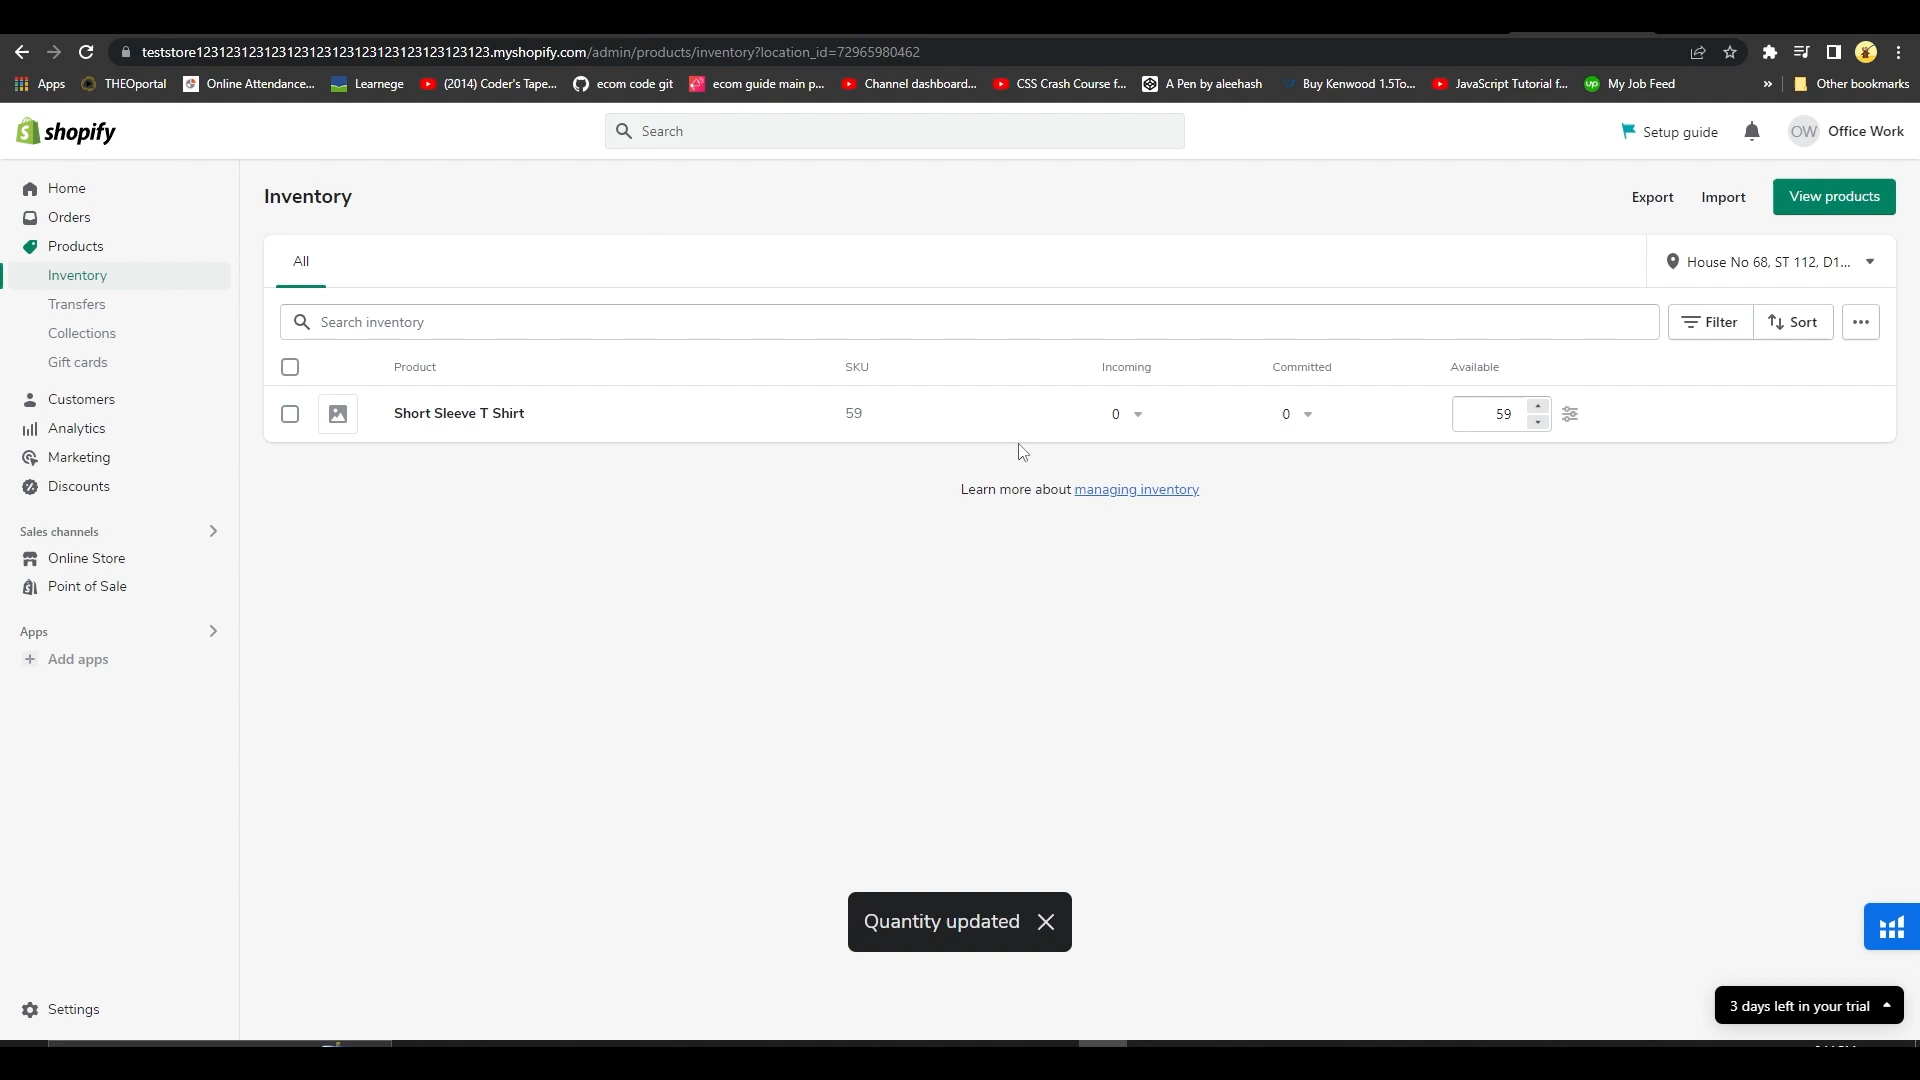 teststore123123123123123123123123123123123123123.myshopify.com/admin/products/inventory?location_id=72965980462
Apps THEOportal Online Attendance... Learnege (2014) Coder's Tape... ecom code git ecom guide main p... Channel dashboard... CSS Crash Course f... A Pen by aleehash Buy Kenwood 1.5To... JavaScript Tutorial f... up My Job Feed » Other bookmarks
shopify Search Setup guide OW Office Work
Home
Orders
Products
Inventory
Transfers
Collections
Gift cards
Customers
Analytics
Marketing
Discounts
Sales channels
Online Store
Point of Sale
Apps
+ Add apps
Settings
Inventory Export Import View products
All House No 68, ST 112, D1...
Search inventory Filter Sort
Product SKU Incoming Committed Available
Short Sleeve T Shirt 59 0 0 59
Learn more about managing inventory
Quantity updated
3 days left in your trial